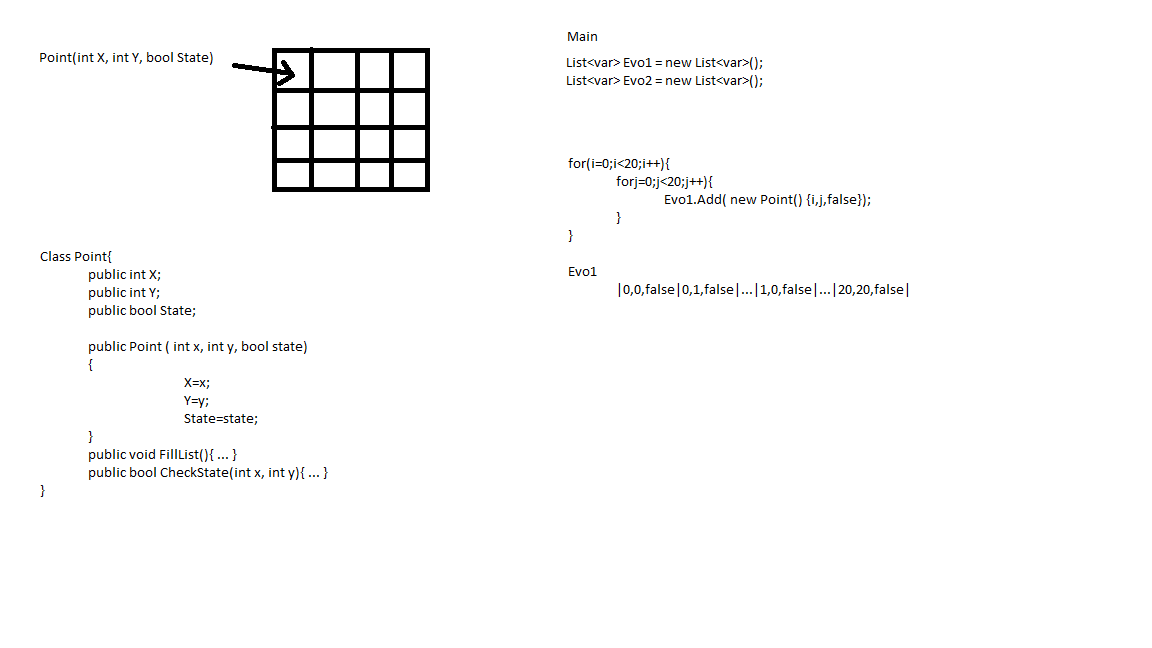 Point(int X, int Y, bool State)
Class Point{
public int X;
public int Y;
public bool State;
public Point ( int x, int y, bool state)
{
X=x;
Y=y;
State=state;
}
public void FillList(){ ... }
public bool CheckState(int x, int y){ ... }
}
Main
List<var> Evo1 = new List<var>();
List<var> Evo2 = new List<var>();
for(i=0;i<20;i++){
forj=0;j<20;j++){
Evo1.Add( new Point() {i,j,false});
}
}
Evo1
|0,0,false|0,1,false|...|1,0,false|...|20,20,false|